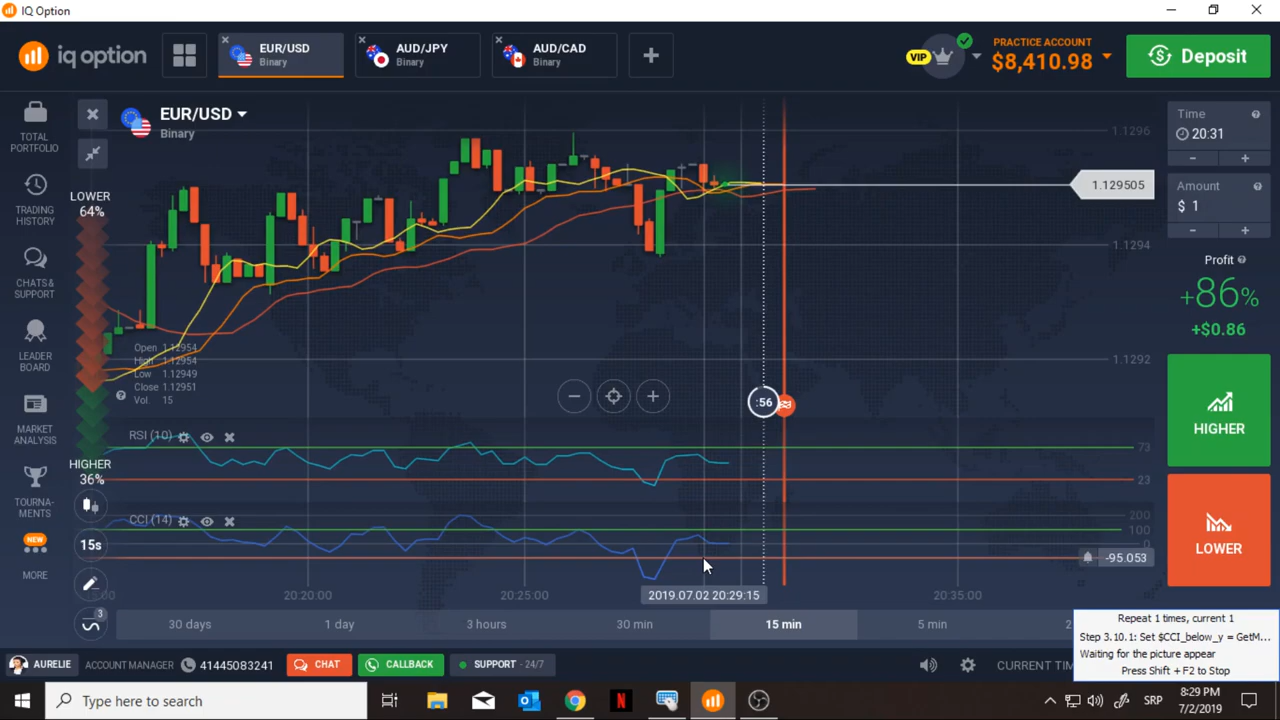 IQ Option
iq option
EUR/USD
Binary
AUD/JPY
Binary
AUD/CAD
Binary
VIP
PRACTICE ACCOUNT
$8,410.98
Deposit
TOTAL
PORTFOLIO
TRADING
HISTORY
CHATS &
SUPPORT
LEADER
BOARD
MARKET
ANALYSIS
TOURNA-
MENTS
NEW
MORE
EUR/USD
Binary
LOWER
64%
Open 1.12954
High 1.12954
Low 1.12949
Close 1.12951
Vol. 15
HIGHER
36%
15s
3
RSI (10)
CCI (14)
1.1296
1.129505
1.1294
1.1292
:56
73
23
200
100
0
-95.053
20:20:00
20:25:00
2019.07.02 20:29:15
20:35:00
30 days
1 day
3 hours
30 min
15 min
5 min
Time
20:31
Amount
$ 1
Profit
+86%
+$0.86
HIGHER
LOWER
Repeat 1 times, current 1
Step 3.10.1: Set $CCI_below_y = GetM...
Waiting for the picture appear
Press Shift + F2 to Stop
AURELIE
ACCOUNT MANAGER
41445083241
CHAT
CALLBACK
SUPPORT - 24/7
CURRENT TIM
Type here to search
SRP
8:29 PM
7/2/2019